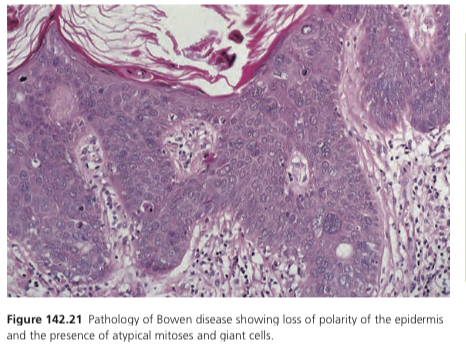 Figure 142.21 Pathology of Bowen disease showing loss of polarity of the epidermis
and the presence of atypical mitoses and giant cells.